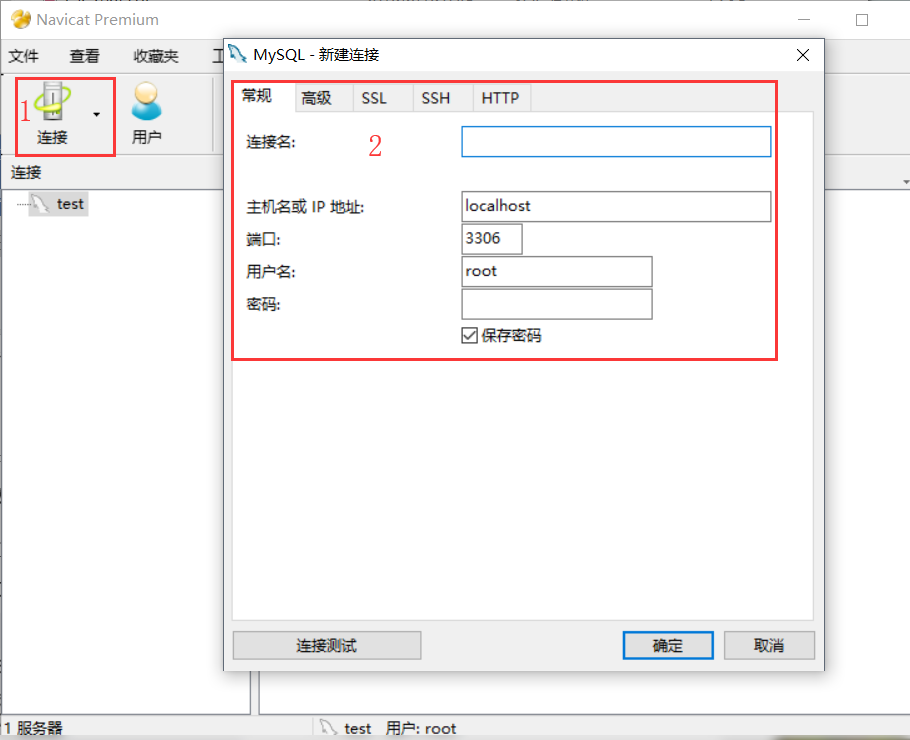 Navicat Premium
文件 查看 收藏夹
MySQL - 新建连接
1
连接
用户
常规 高级 SSL SSH HTTP
连接名:
2
连接
test
主机名或 IP 地址: localhost
端口: 3306
用户名: root
密码:
保存密码
连接测试 确定 取消
1 服务器 test 用户: root